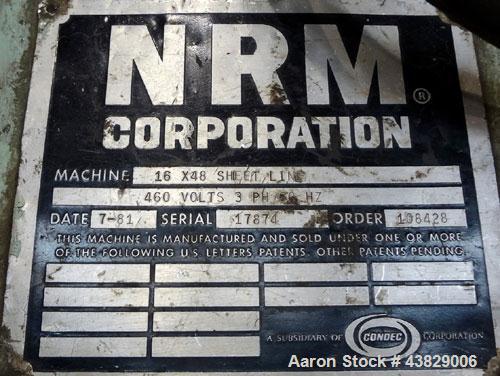 NRM ®
CORPORATION
MACHINE 16 X48 SHEET LINE
460 VOLTS 3 PH 60 HZ
DATE 7-81 SERIAL 17874 ORDER 108428
THIS MACHINE IS MANUFACTURED AND SOLD UNDER ONE OR MORE
OF THE FOLLOWING U.S. LETTERS PATENTS. OTHER PATENTS PENDING.
A SUBSIDIARY OF CONDEC CORPORATION
Aaron Stock # 43829006